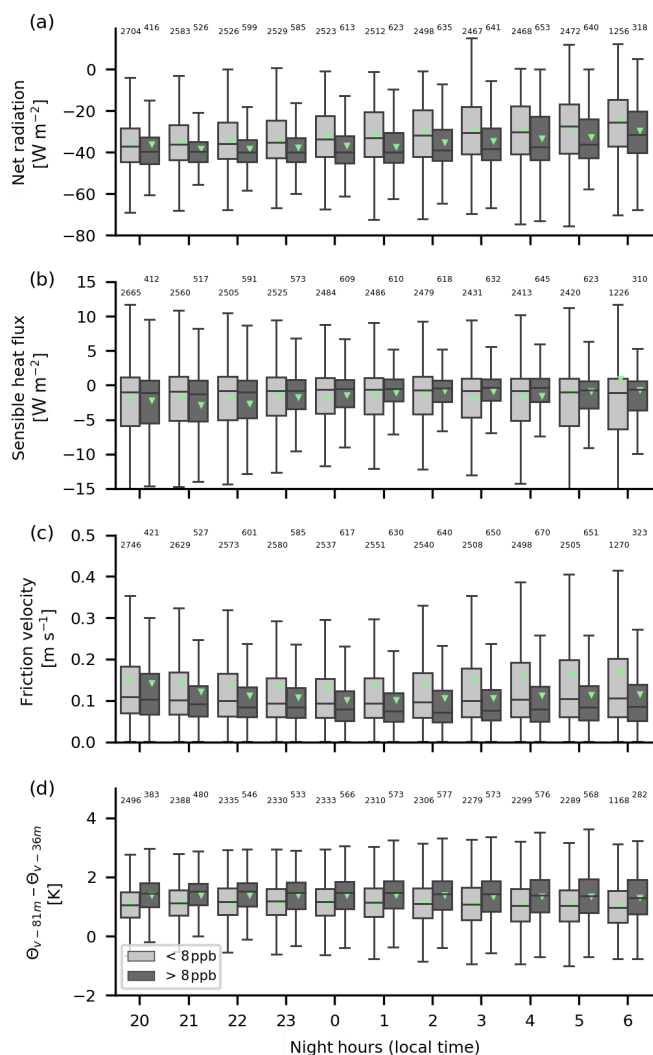 (a)
2704 416 2583 526 2526 599 2529 585 2523 613 2512 623 2498 635 2467 641 2468 653 2472 640 1256 318
Net radiation
[W m−2]
0
−20
−40
−60
−80
(b)
2665 412 2560 517 2505 591 2525 573 2484 609 2486 610 2479 618 2431 632 2413 645 2420 623 1226 310
Sensible heat flux
[W m−2]
15
10
5
0
−5
−10
−15
(c)
2746 421 2629 527 2573 601 2580 585 2537 617 2551 630 2540 640 2508 650 2498 670 2505 651 1270 323
Friction velocity
[m s−1]
0.5
0.4
0.3
0.2
0.1
0.0
(d)
2496 383 2388 480 2335 546 2330 533 2333 566 2310 573 2306 577 2279 573 2299 576 2289 568 1168 282
Θv−81m − Θv−36m
[K]
4
2
0
−2
< 8 ppb
> 8 ppb
20 21 22 23 0 1 2 3 4 5 6
Night hours (local time)